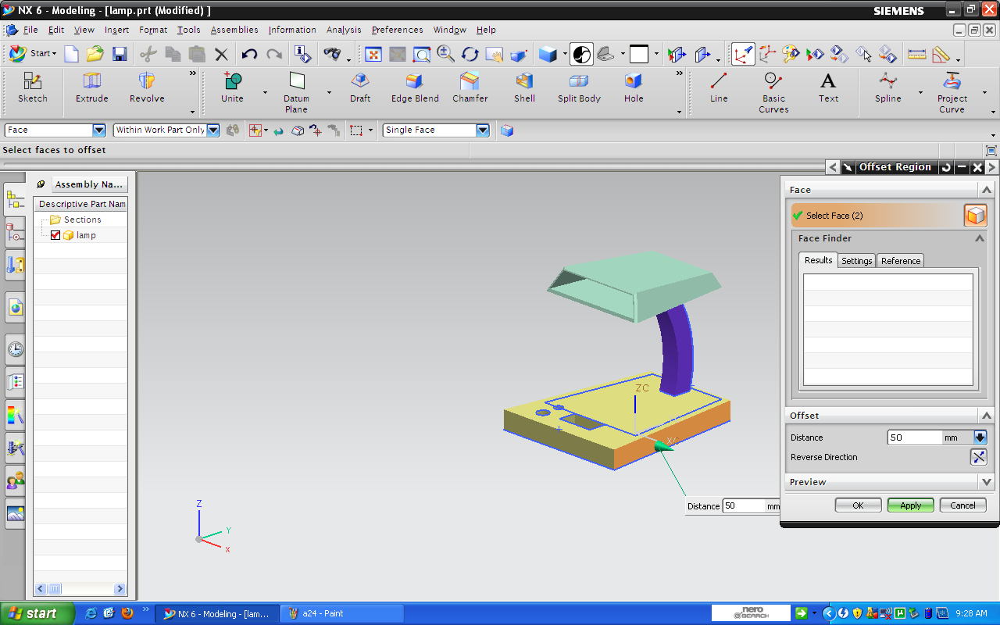 NX 6 - Modeling - [lamp.prt (Modified) ]
SIEMENS
File Edit View Insert Format Tools Assemblies Information Analysis Preferences Window Help
Start
Sketch Extrude Revolve Unite Datum Plane Draft Edge Blend Chamfer Shell Split Body Hole Line Basic Curves Text Spline Project Curve
Face Within Work Part Only Single Face
Select faces to offset
Offset Region
Assembly Na...
Descriptive Part Nam
Sections
lamp
Face
Select Face (2)
Face Finder
Results Settings Reference
ZC
Offset
Distance 50 mm
Reverse Direction
Preview
Distance 50 mm
OK Apply Cancel
Z
Y
X
start
NX 6 - Modeling - [lam...
a24 - Paint
nero
@SEARCH
9:28 AM